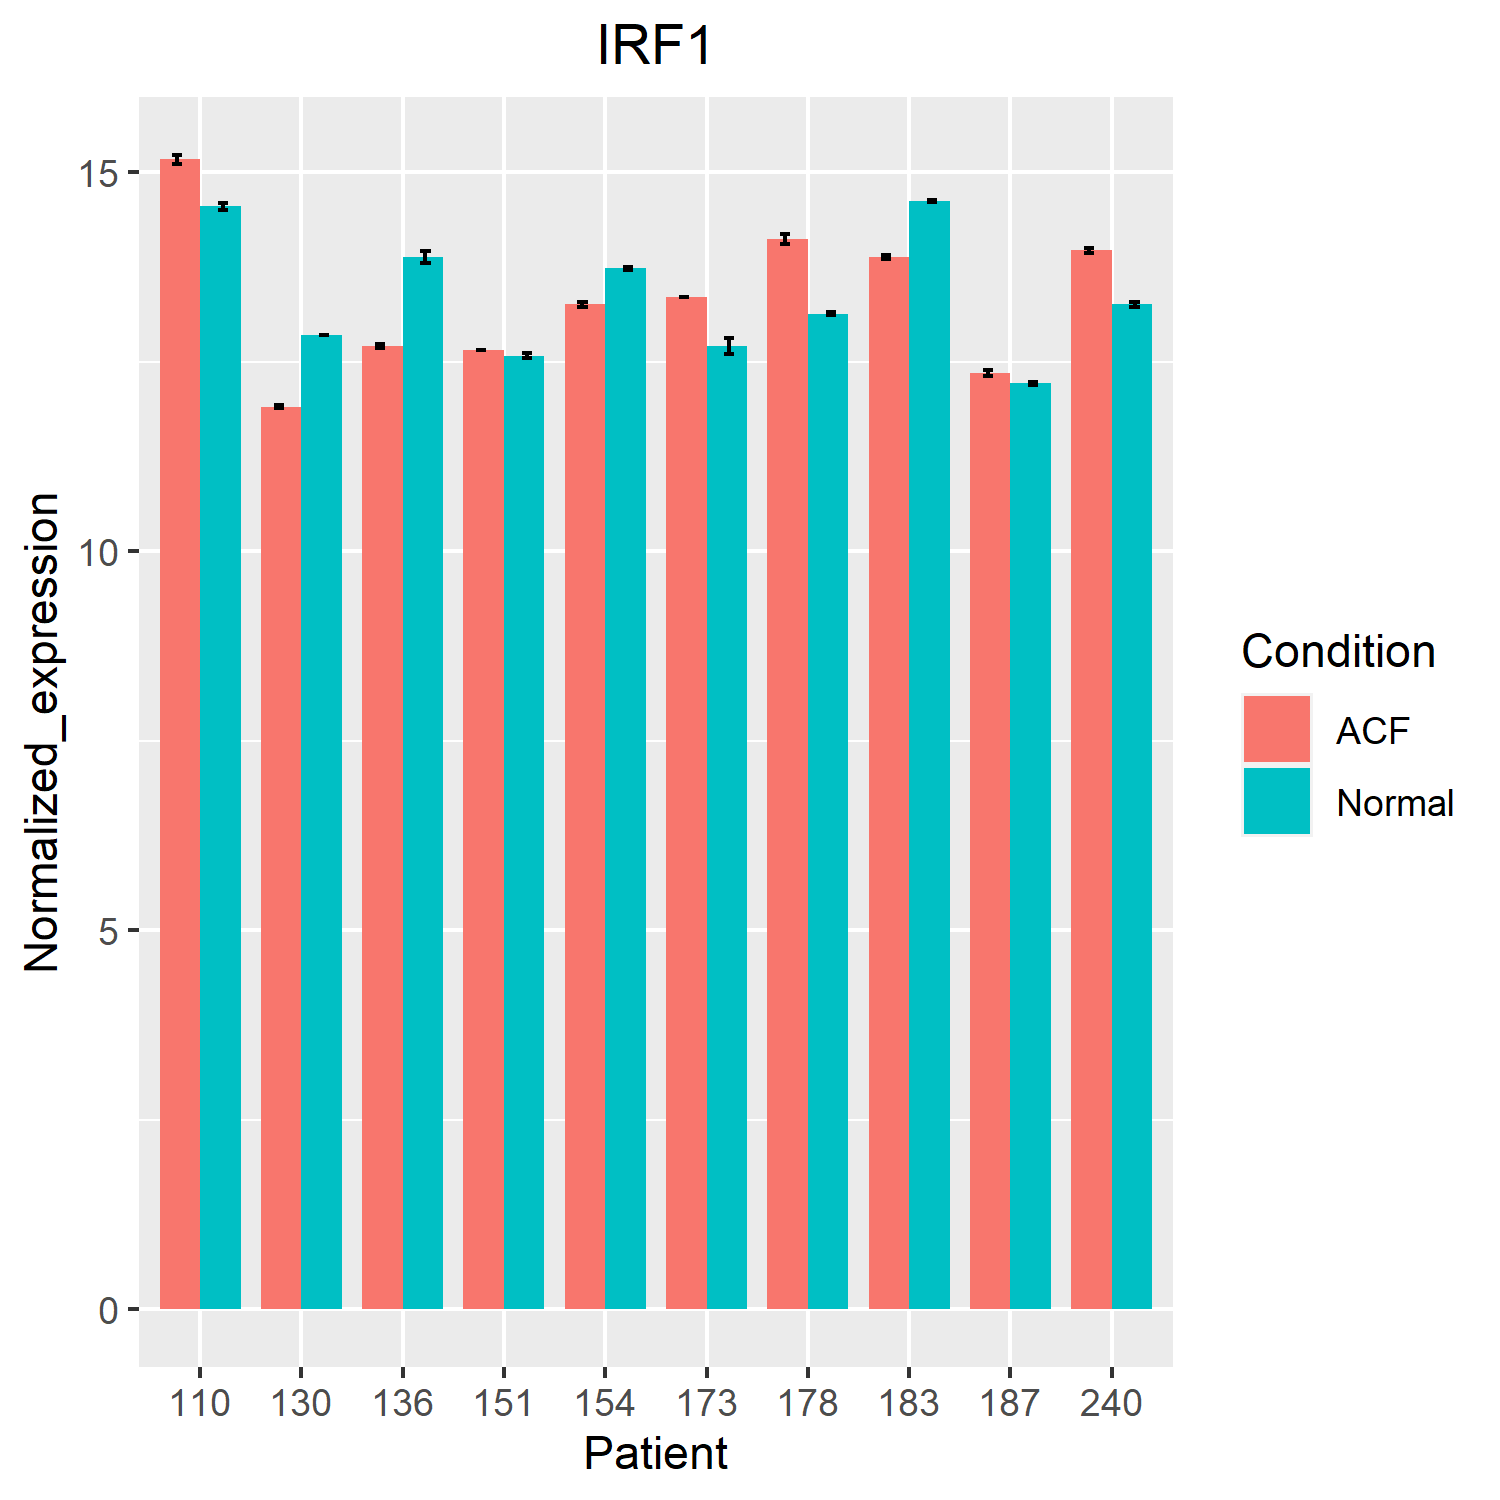 IRF1
Normalized_expression
15
10
5
0
110 130 136 151 154 173 178 183 187 240
Patient
Condition
ACF
Normal